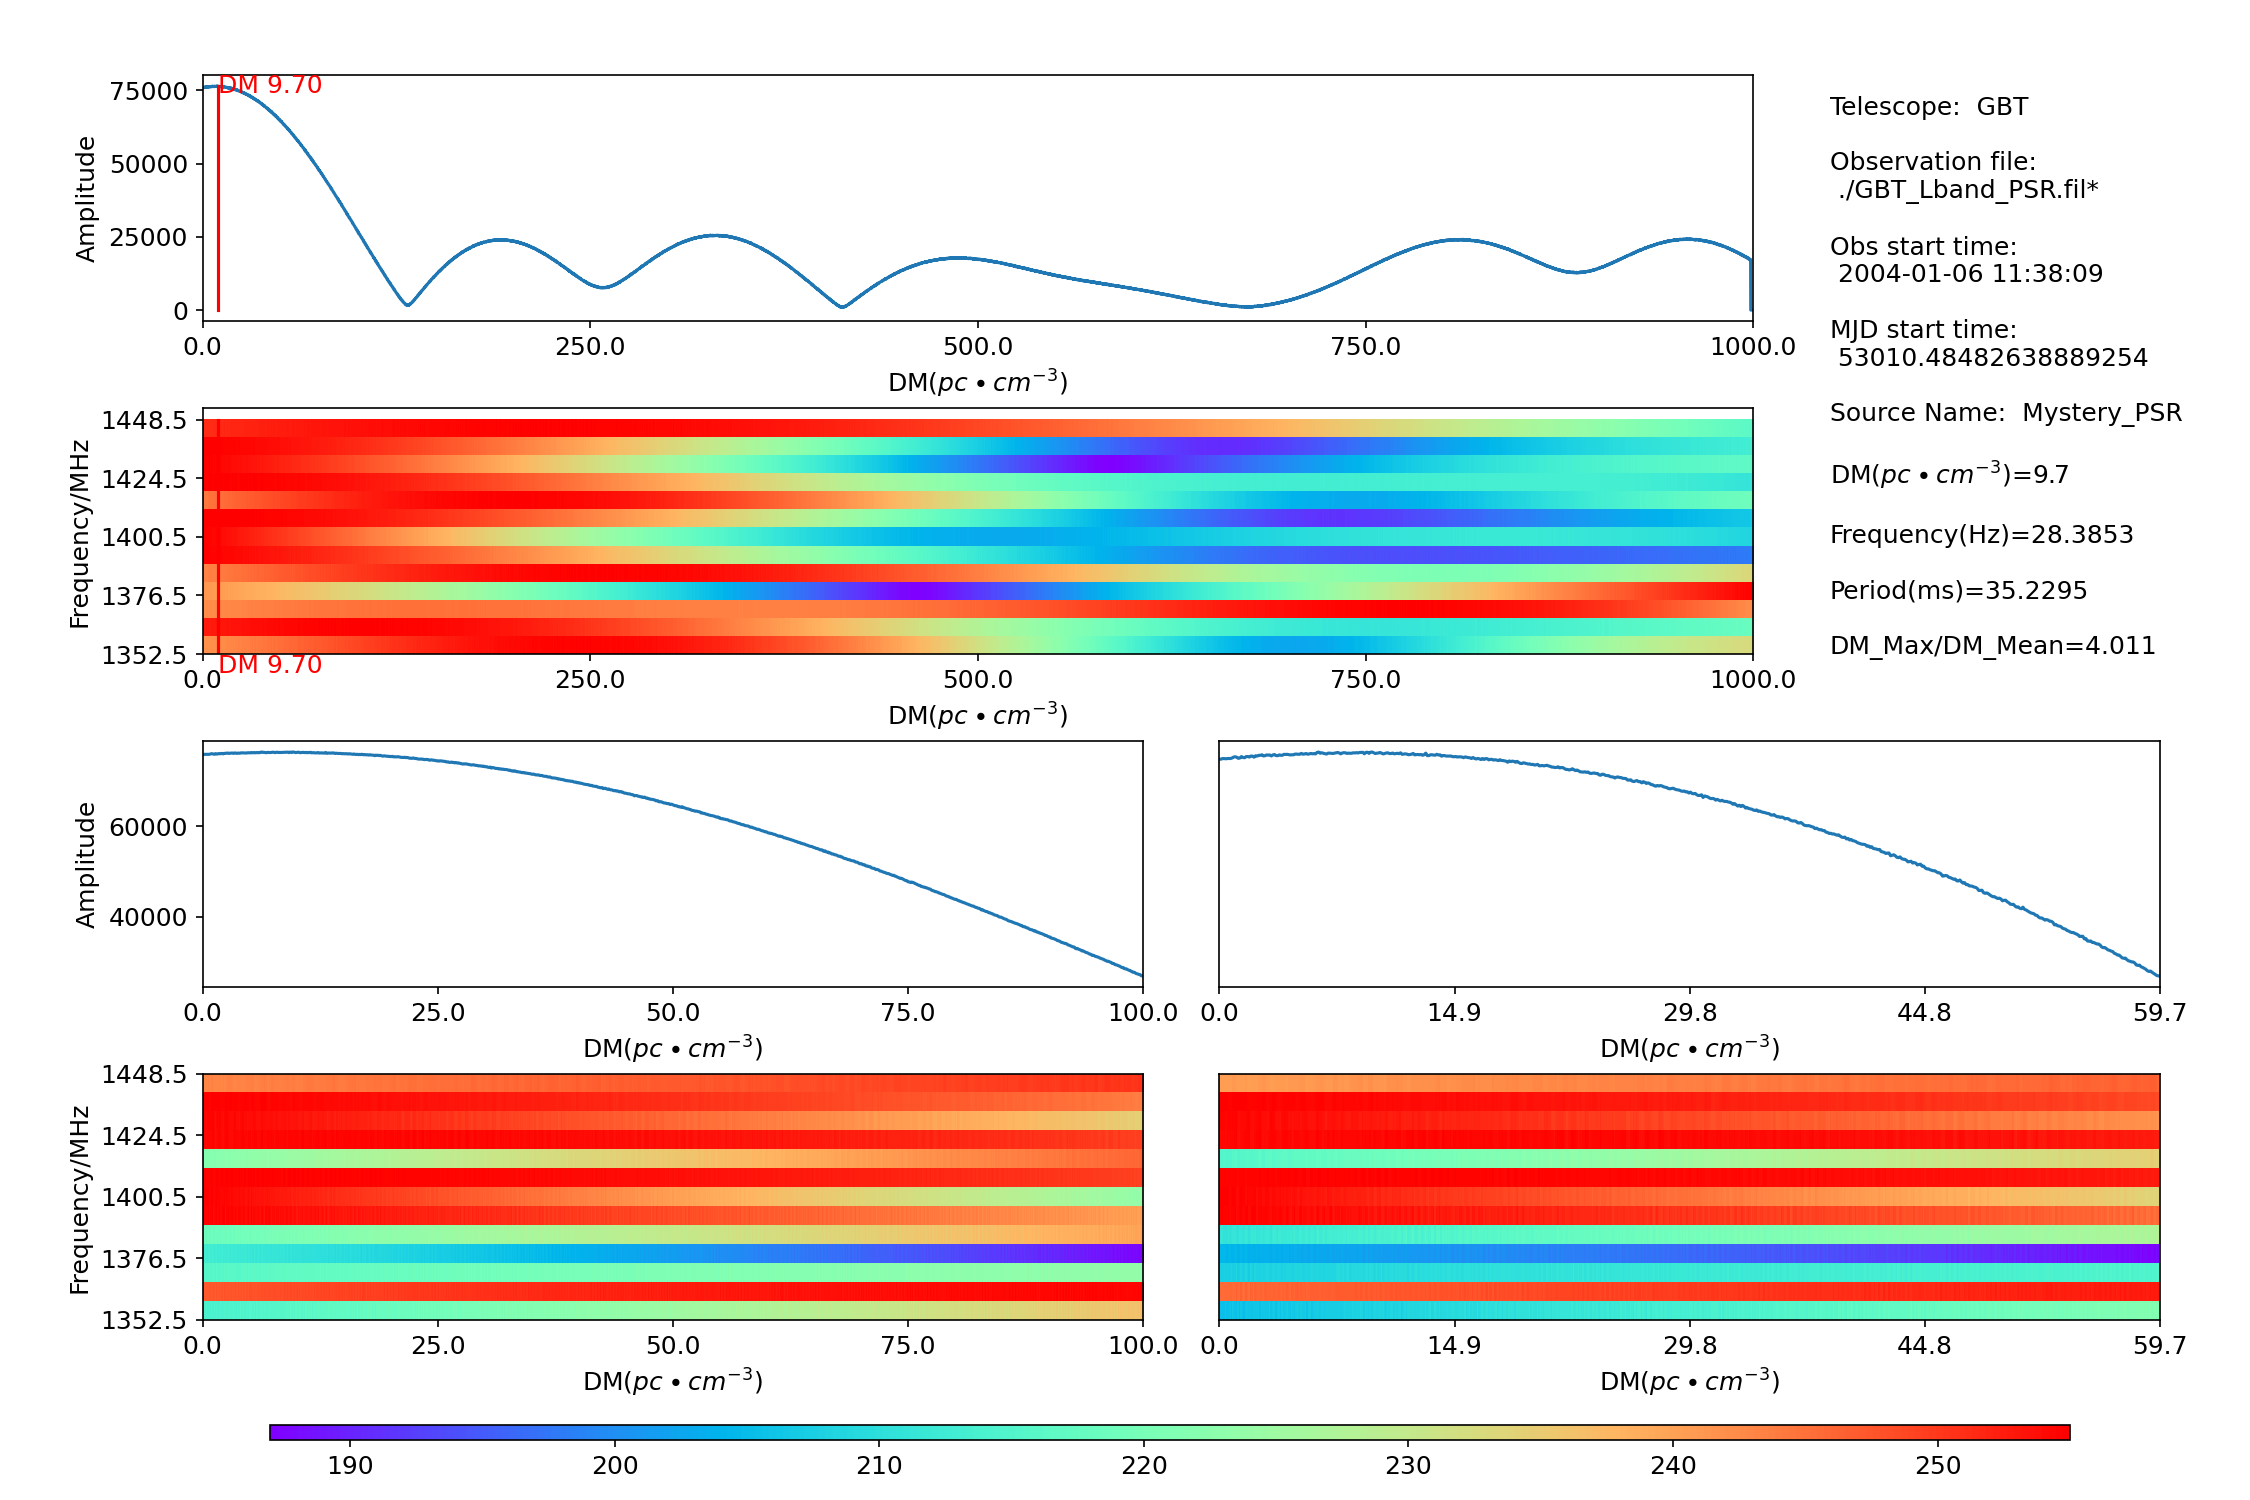 DM 9.70
75000
50000
25000
0
Amplitude
0.0 250.0 500.0 750.0 1000.0
DM(pc • cm⁻³)
Telescope:  GBT
Observation file:
./GBT_Lband_PSR.fil*
Obs start time:
2004-01-06 11:38:09
MJD start time:
53010.48482638889254
Source Name:  Mystery_PSR
DM(pc • cm⁻³)=9.7
Frequency(Hz)=28.3853
Period(ms)=35.2295
DM_Max/DM_Mean=4.011
1448.5
1424.5
1400.5
1376.5
1352.5
Frequency/MHz
DM 9.70
0.0 250.0 500.0 750.0 1000.0
DM(pc • cm⁻³)
60000
40000
Amplitude
0.0 25.0 50.0 75.0 100.0
DM(pc • cm⁻³)
0.0 14.9 29.8 44.8 59.7
DM(pc • cm⁻³)
1448.5
1424.5
1400.5
1376.5
1352.5
Frequency/MHz
0.0 25.0 50.0 75.0 100.0
DM(pc • cm⁻³)
0.0 14.9 29.8 44.8 59.7
DM(pc • cm⁻³)
190 200 210 220 230 240 250